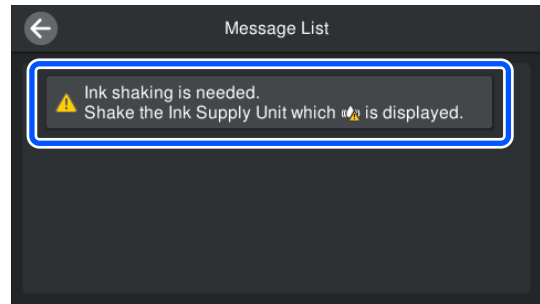 Message List
Ink shaking is needed.
Shake the Ink Supply Unit which is displayed.